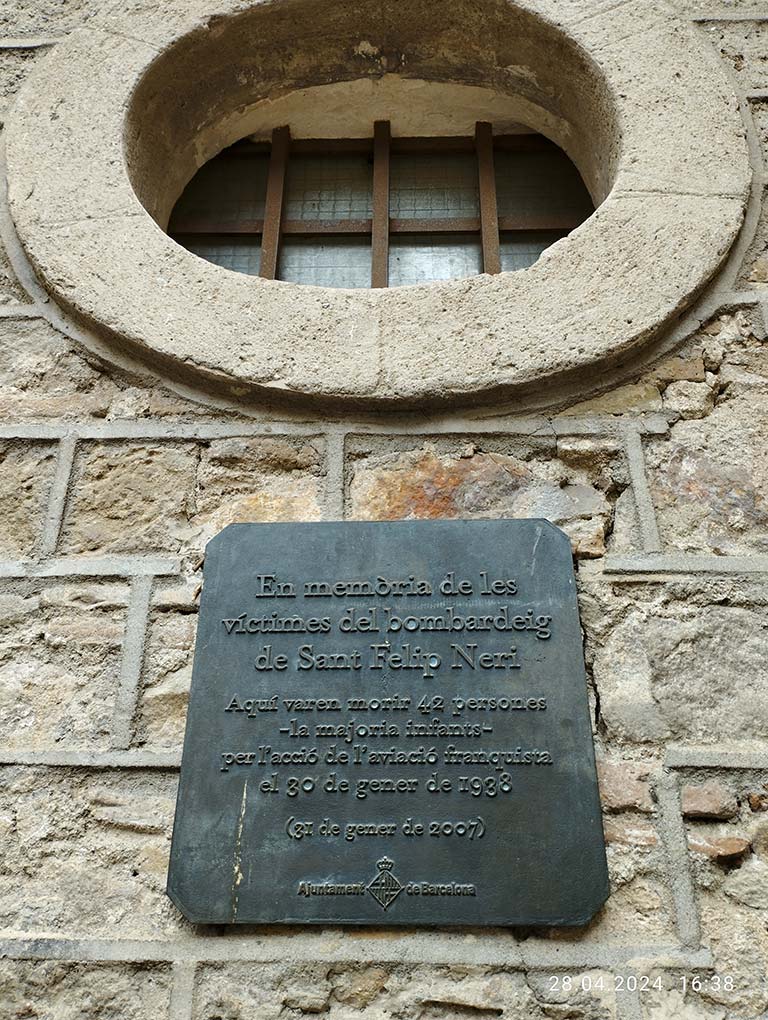 En memòria de les
víctimes del bombardeig
de Sant Felip Neri
Aquí varen morir 42 persones
-la majoria infants-
per l'acció de l'aviació franquista
el 30 de gener de 1938
(31 de gener de 2007)
Ajuntament de Barcelona
28.04.2024 16:38